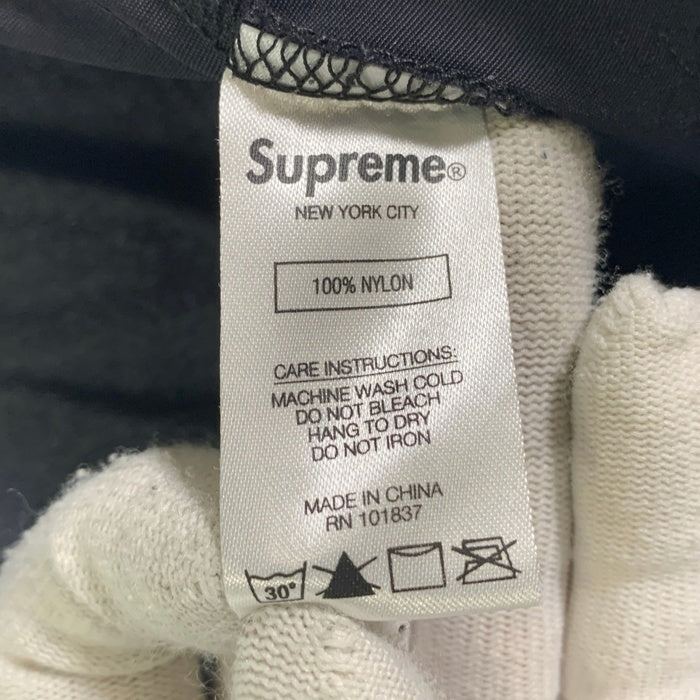 Supreme®
NEW YORK CITY
100% NYLON
CARE INSTRUCTIONS:
MACHINE WASH COLD
DO NOT BLEACH
HANG TO DRY
DO NOT IRON
MADE IN CHINA
RN 101837
30°